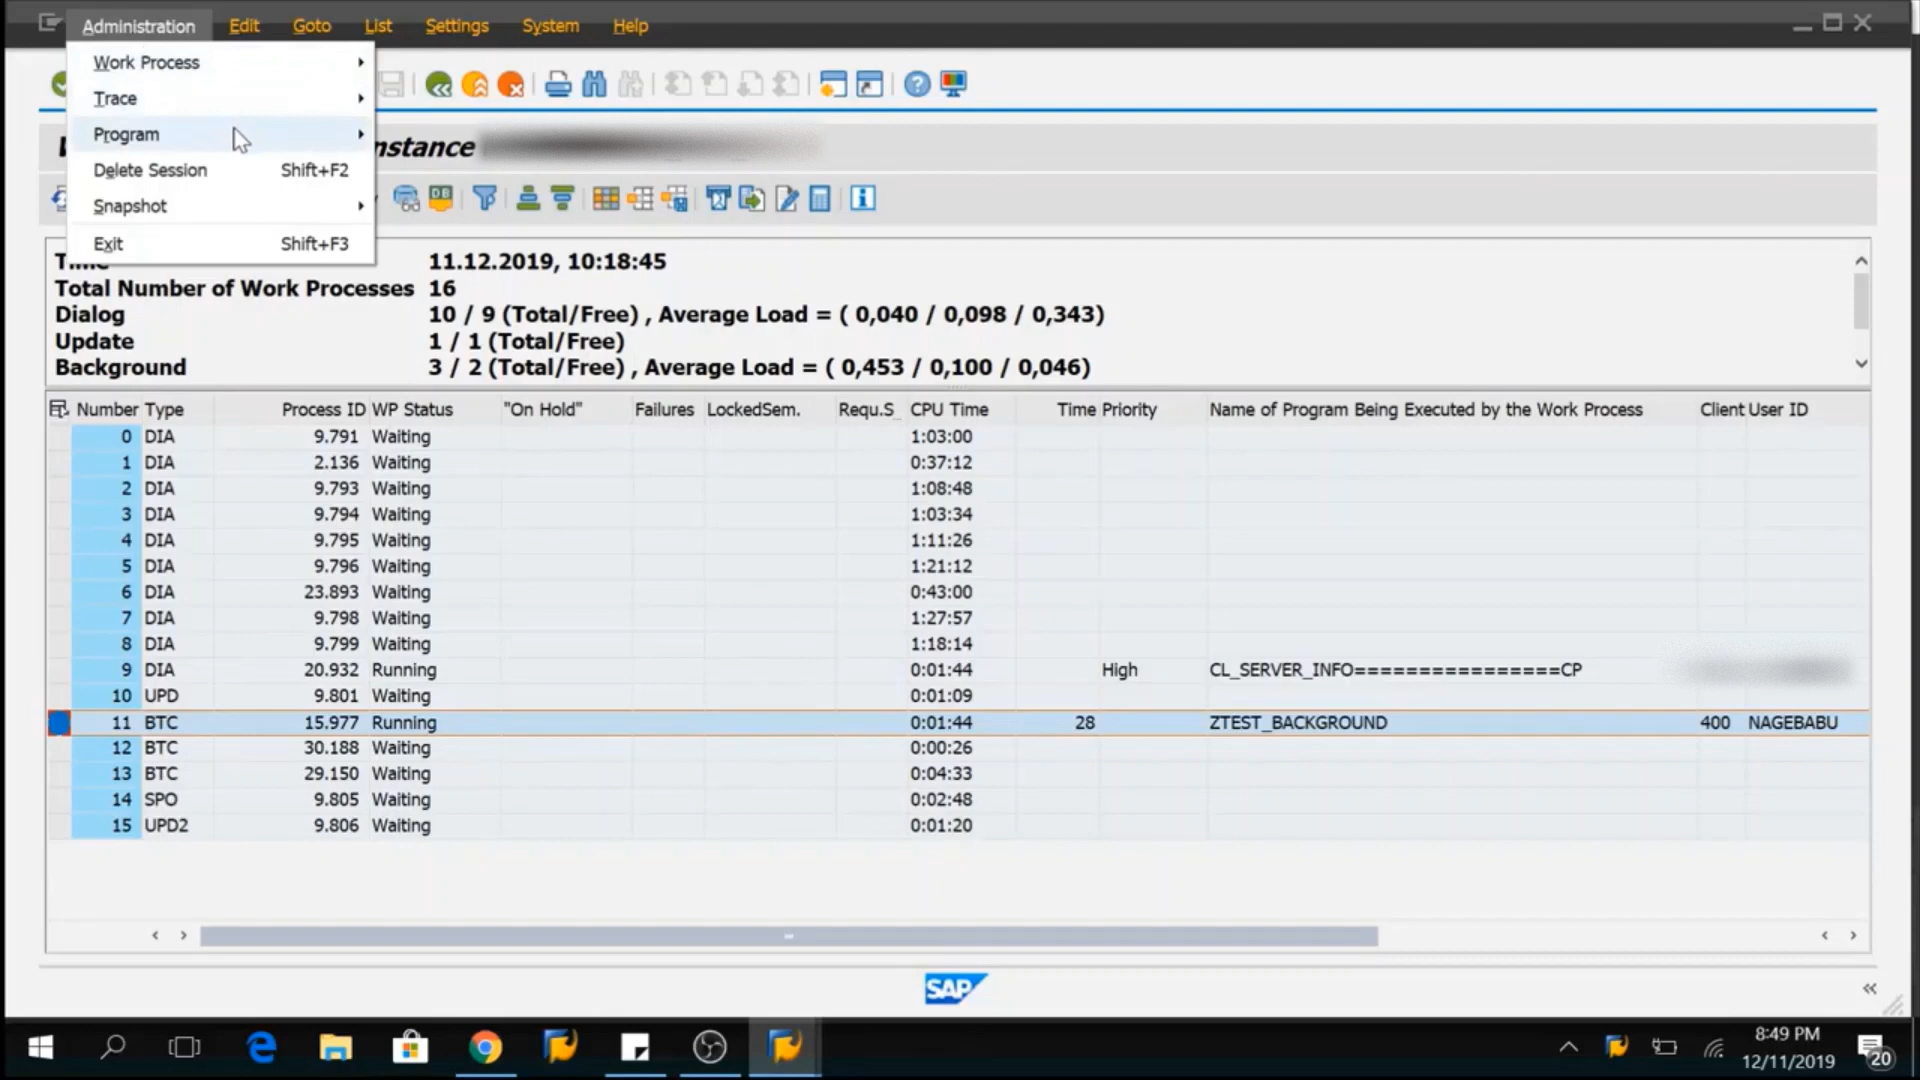 Administration Edit Goto List Settings System Help
Work Process
Trace
Program
Delete Session Shift+F2
Snapshot
Exit Shift+F3
nstance
DB
Time 11.12.2019, 10:18:45
Total Number of Work Processes 16
Dialog 10 / 9 (Total/Free) , Average Load = ( 0,040 / 0,098 / 0,343)
Update 1 / 1 (Total/Free)
Background 3 / 2 (Total/Free) , Average Load = ( 0,453 / 0,100 / 0,046)
Number Type Process ID WP Status "On Hold" Failures LockedSem. Requ.S CPU Time Time Priority Name of Program Being Executed by the Work Process Client User ID
0 DIA 9.791 Waiting 1:03:00
1 DIA 2.136 Waiting 0:37:12
2 DIA 9.793 Waiting 1:08:48
3 DIA 9.794 Waiting 1:03:34
4 DIA 9.795 Waiting 1:11:26
5 DIA 9.796 Waiting 1:21:12
6 DIA 23.893 Waiting 0:43:00
7 DIA 9.798 Waiting 1:27:57
8 DIA 9.799 Waiting 1:18:14
9 DIA 20.932 Running 0:01:44 High CL_SERVER_INFO================CP
10 UPD 9.801 Waiting 0:01:09
11 BTC 15.977 Running 0:01:44 28 ZTEST_BACKGROUND 400 NAGEBABU
12 BTC 30.188 Waiting 0:00:26
13 BTC 29.150 Waiting 0:04:33
14 SPO 9.805 Waiting 0:02:48
15 UPD2 9.806 Waiting 0:01:20
SAP
8:49 PM
12/11/2019
20